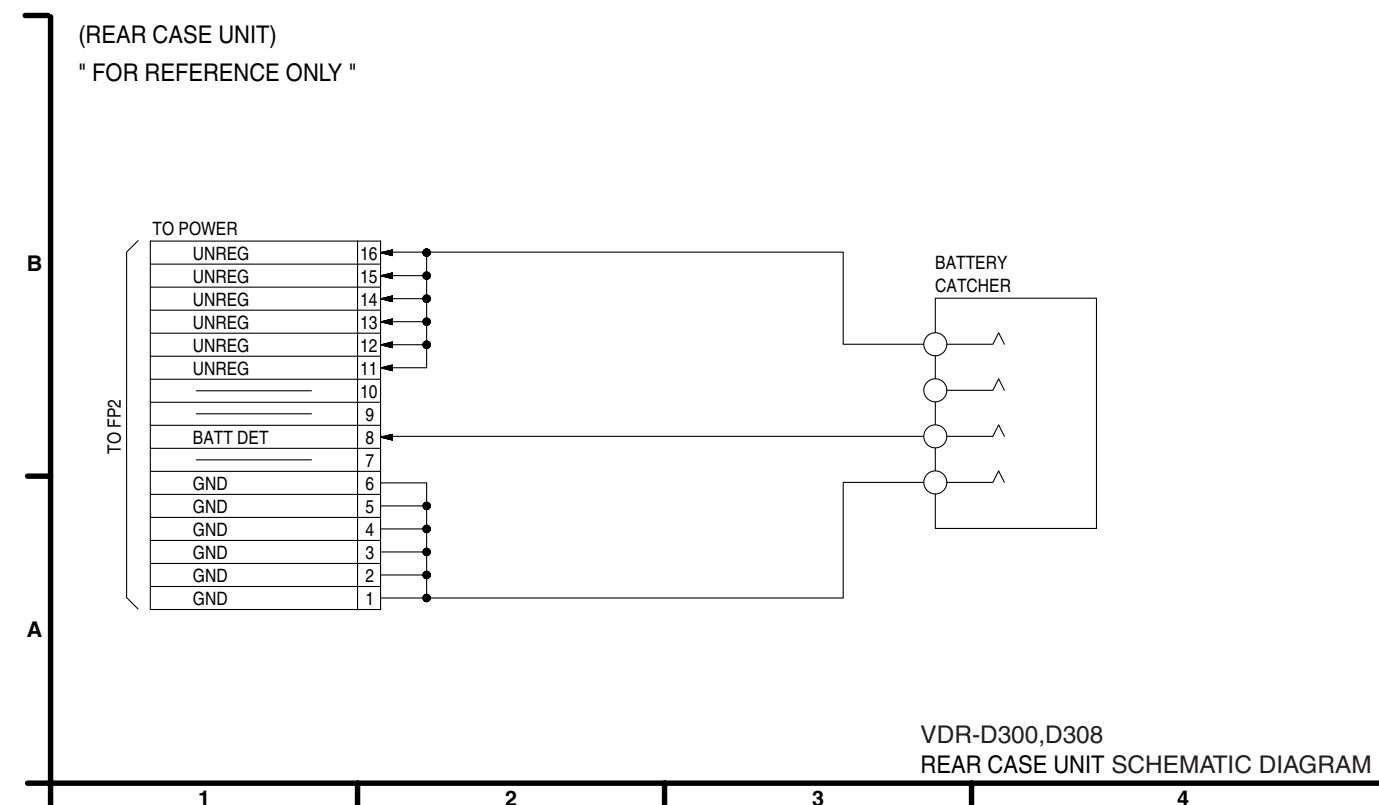 (REAR CASE UNIT)
" FOR REFERENCE ONLY "
TO POWER
UNREG 16
UNREG 15
UNREG 14
UNREG 13
UNREG 12
UNREG 11
10
9
BATT DET 8
7
GND 6
GND 5
GND 4
GND 3
GND 2
GND 1
TO FP2
BATTERY
CATCHER
B
A
VDR-D300,D308
REAR CASE UNIT SCHEMATIC DIAGRAM
1 2 3 4